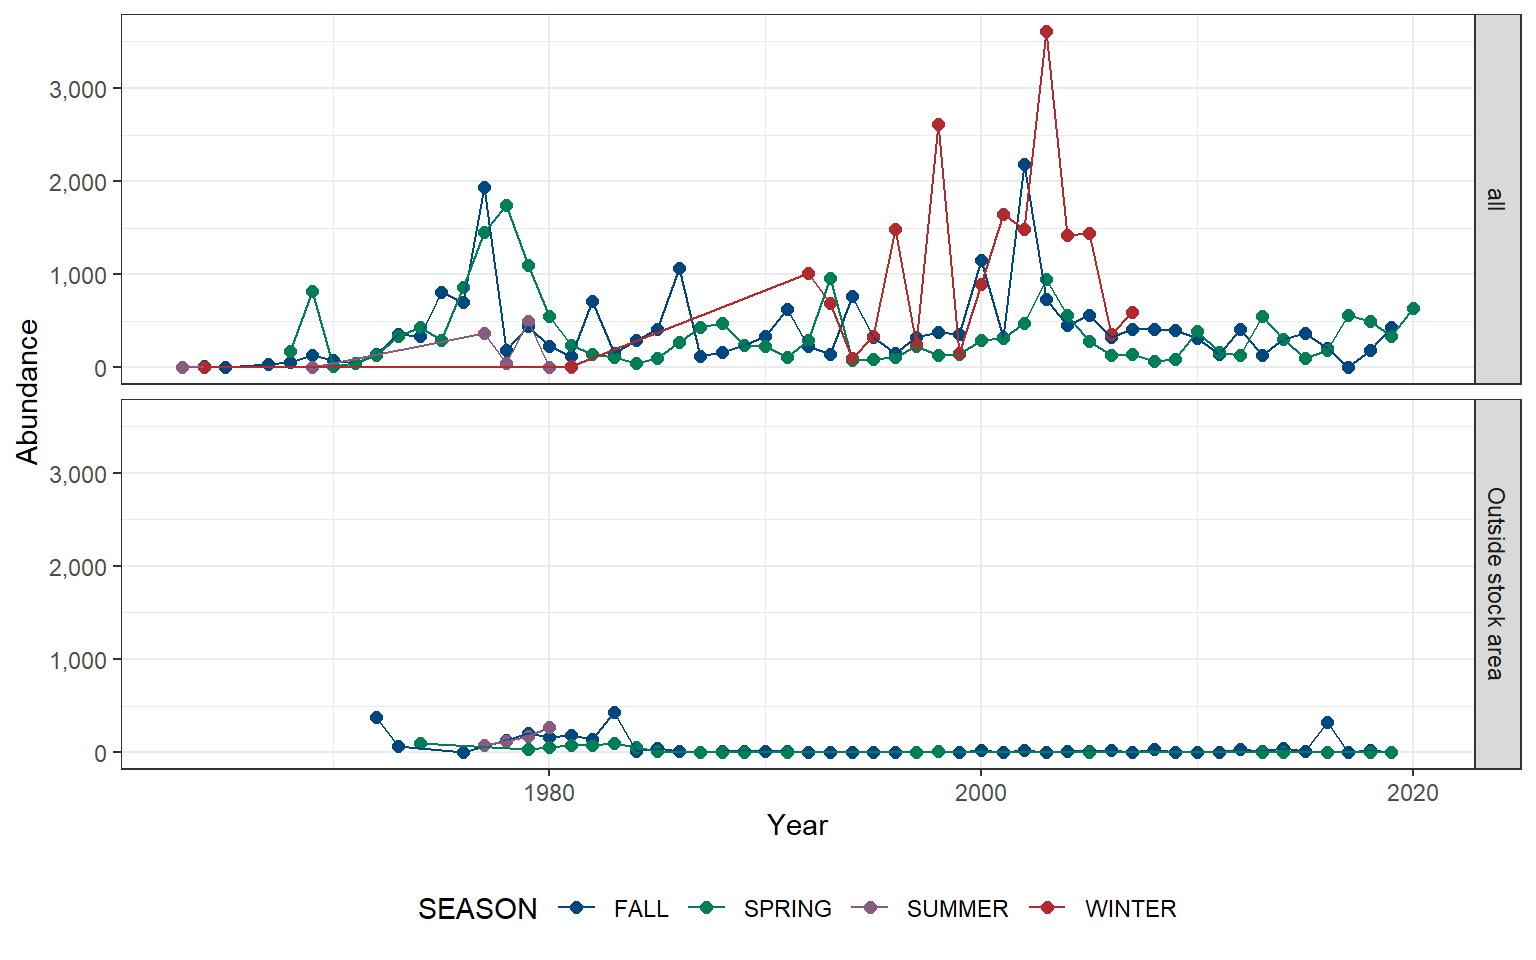 3,000
2,000
1,000
0
all
Abundance
3,000
2,000
1,000
0
Outside stock area
1980 2000 2020
Year
SEASON FALL SPRING SUMMER WINTER